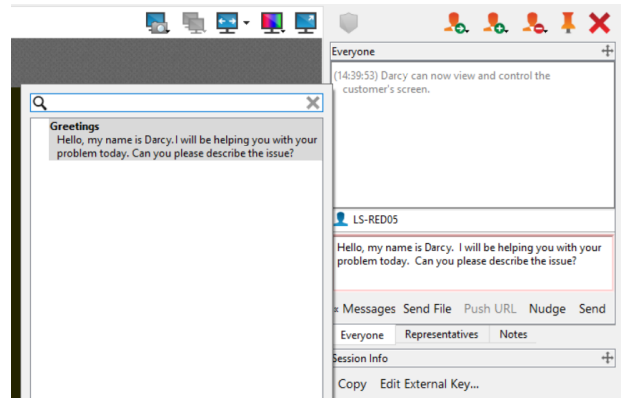 Everyone
(14:39:53) Darcy can now view and control the
customer's screen.
Greetings
Hello, my name is Darcy. I will be helping you with your
problem today. Can you please describe the issue?
LS-RED05
Hello, my name is Darcy.  I will be helping you with your
problem today.  Can you please describe the issue?
« Messages Send File Push URL Nudge Send
Everyone Representatives Notes
Session Info
Copy Edit External Key...